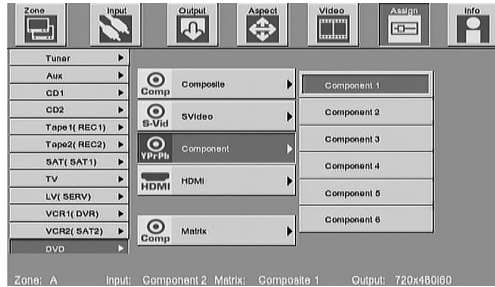 Zone Input Output Aspect Video Assign Info
Tuner
Aux
CD1
CD2
Tape1( REC1)
Tape2( REC2)
SAT( SAT1)
TV
LV( SERV)
VCR1( DVR)
VCR2( SAT2)
DVD
Comp Composite
S-Vid SVideo
YPrPb Component
HDMI HDMI
Comp Matrix
Component 1
Component 2
Component 3
Component 4
Component 5
Component 6
Zone: A Input: Component 2 Matrix: Composite 1 Output: 720x480i60